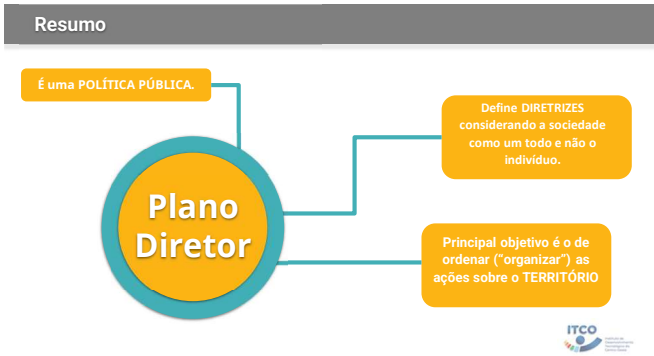 Resumo
É uma POLÍTICA PÚBLICA.
Define DIRETRIZES
considerando a sociedade
como um todo e não o
indivíduo.
Plano
Diretor
Principal objetivo é o de
ordenar ("organizar") as
ações sobre o TERRITÓRIO
ITCO